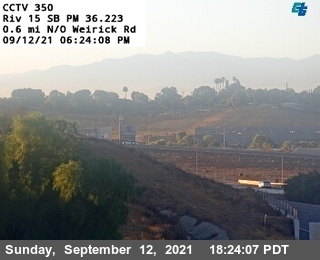 CCTV 350
Riv 15 SB PM 36.223
0.6 mi N/O Weirick Rd
09/12/21 06:24:08 PM
Sunday, September 12, 2021 18:24:07 PDT